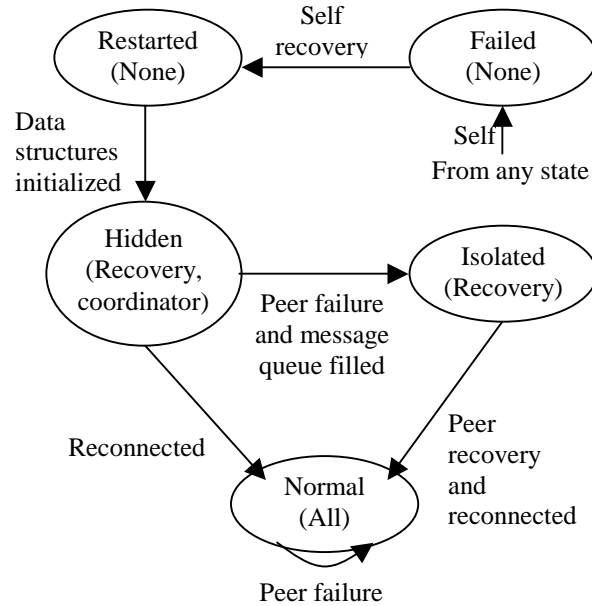 Restarted
(None)
Self
recovery
Failed
(None)
Data
structures
initialized
Self
From any state
Hidden
(Recovery,
coordinator)
Peer failure
and message
queue filled
Isolated
(Recovery)
Reconnected
Peer
recovery
and
reconnected
Normal
(All)
Peer failure